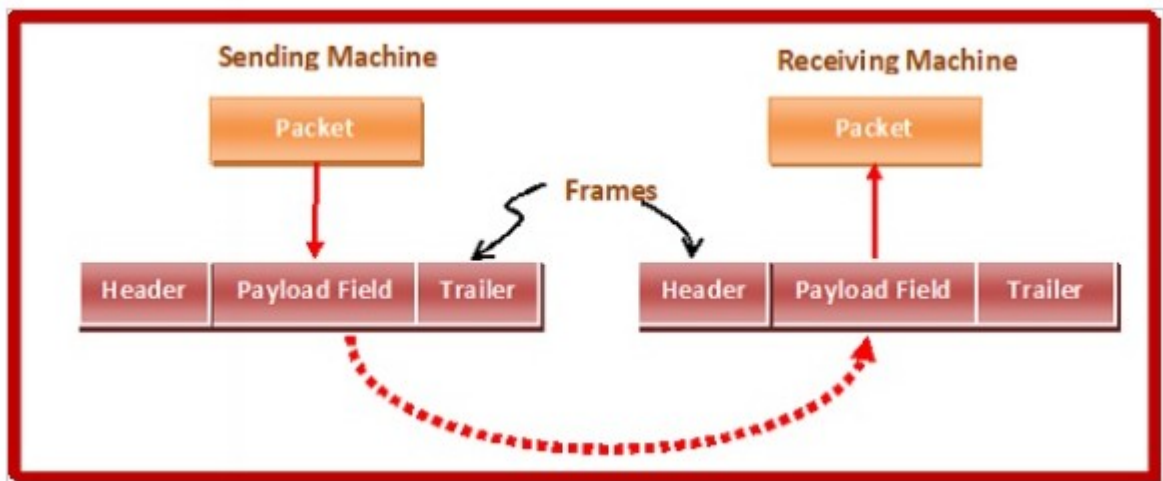 Sending Machine
Receiving Machine
Packet
Packet
Frames
Header Payload Field Trailer
Header Payload Field Trailer